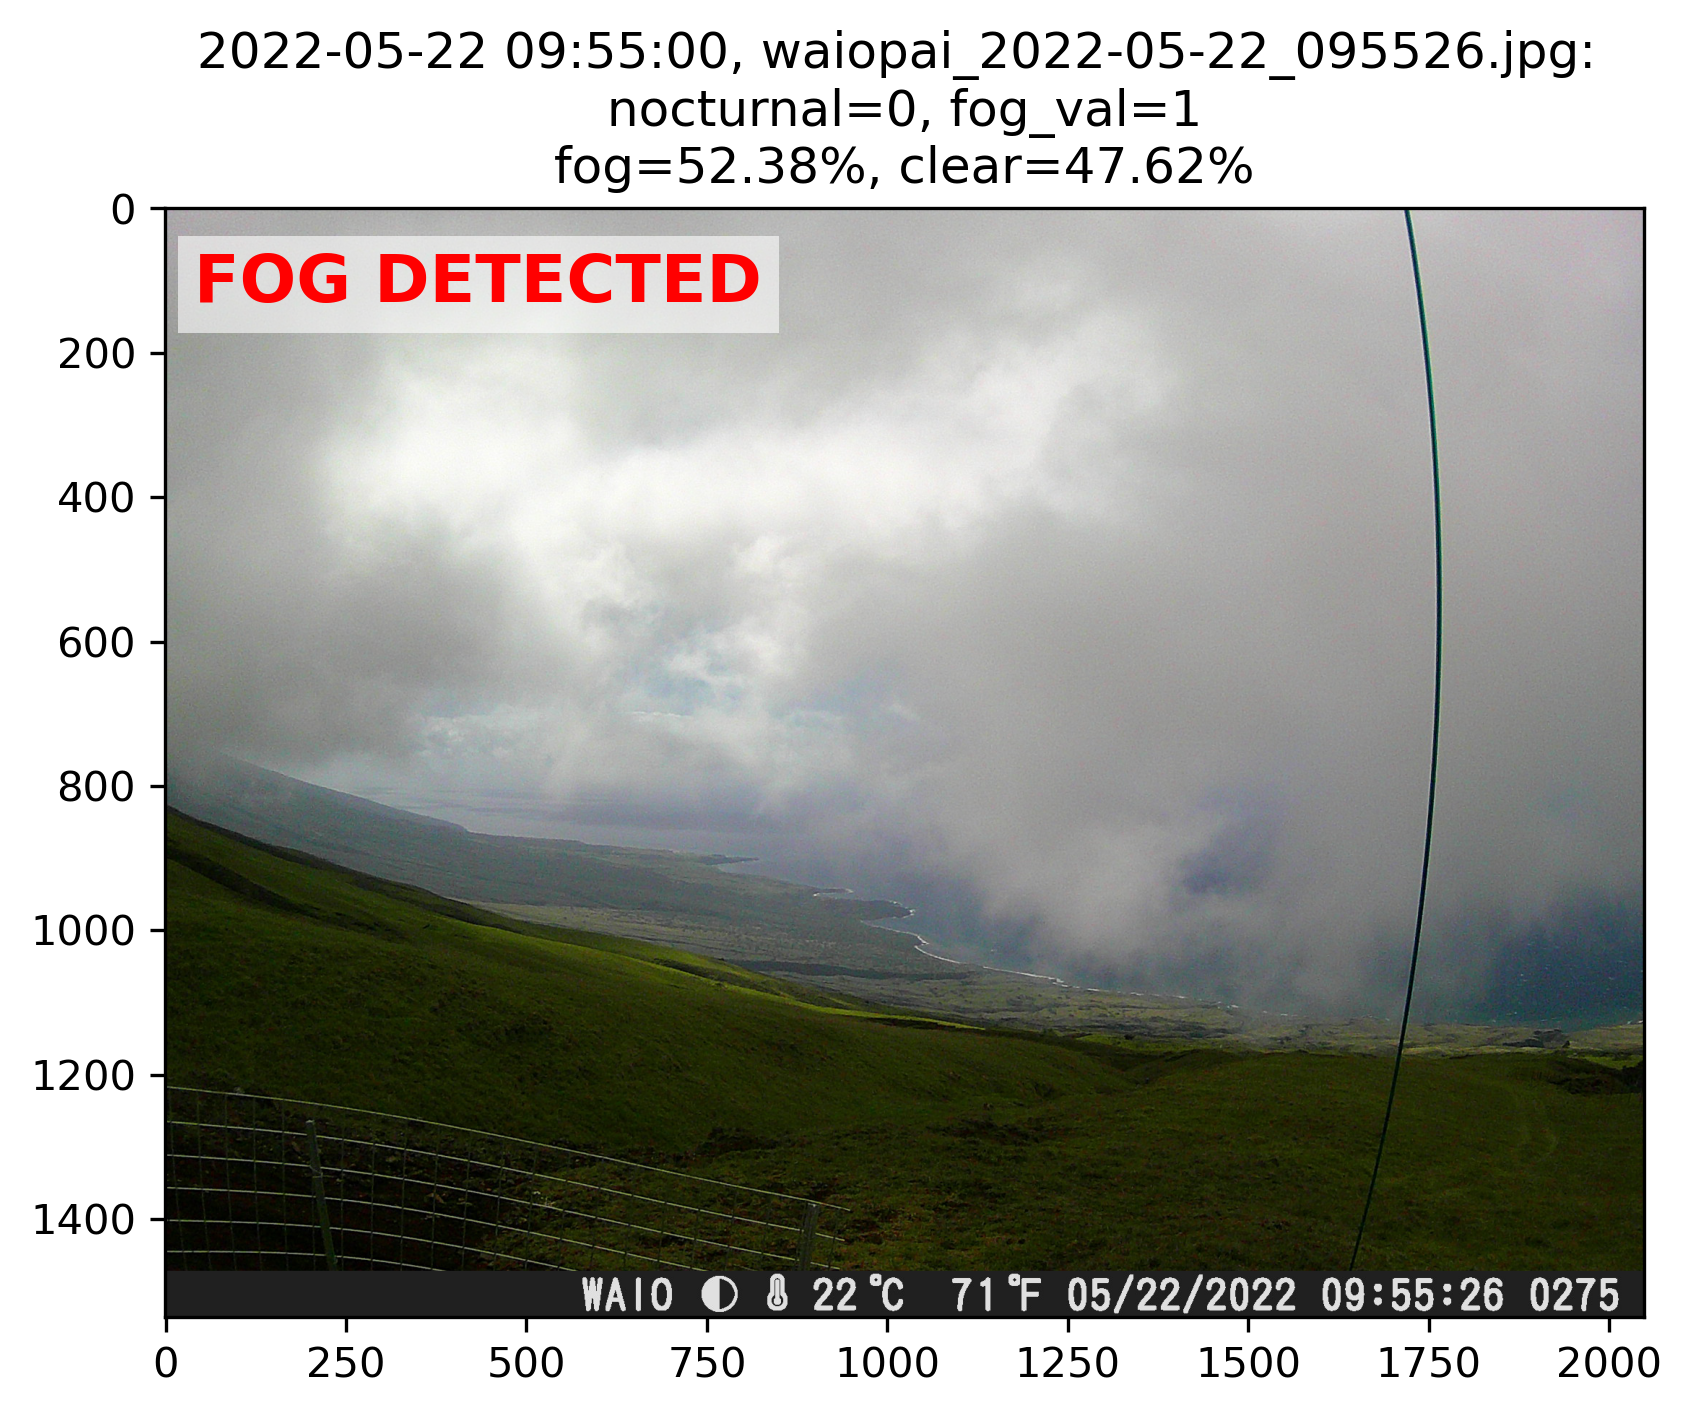 2022-05-22 09:55:00, waiopai_2022-05-22_095526.jpg:
nocturnal=0, fog_val=1
fog=52.38%, clear=47.62%
FOG DETECTED
0
200
400
600
800
1000
1200
1400
WAIO 22°C 71°F 05/22/2022 09:55:26 0275
0 250 500 750 1000 1250 1500 1750 2000